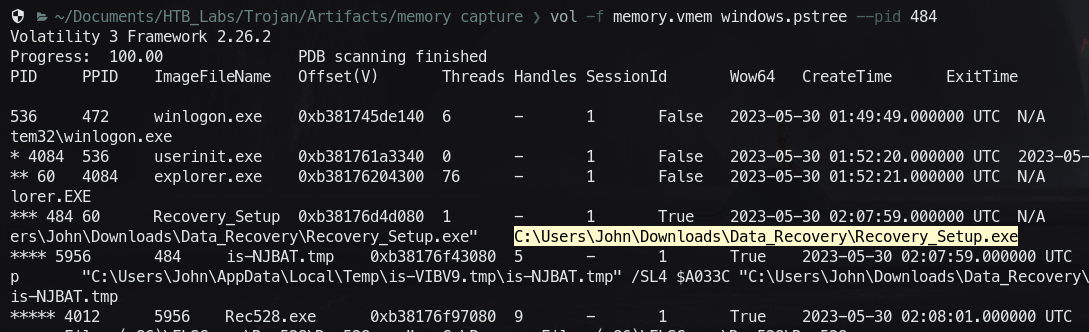 ~/Documents/HTB_Labs/Trojan/Artifacts/memory capture ❯ vol -f memory.vmem windows.pstree --pid 484
Volatility 3 Framework 2.26.2
Progress:  100.00               PDB scanning finished
PID     PPID    ImageFileName   Offset(V)       Threads Handles SessionId       Wow64   CreateTime      ExitTime
536     472     winlogon.exe    0xb381745de140  6       -       1       False   2023-05-30 01:49:49.000000 UTC  N/A
tem32\winlogon.exe
* 4084  536     userinit.exe    0xb381761a3340  0       -       1       False   2023-05-30 01:52:20.000000 UTC  2023-05-
** 60   4084    explorer.exe    0xb38176204300  76      -       1       False   2023-05-30 01:52:21.000000 UTC  N/A
lorer.EXE
*** 484 60      Recovery_Setup  0xb38176d4d080  1       -       1       True    2023-05-30 02:07:59.000000 UTC  N/A
ers\John\Downloads\Data_Recovery\Recovery_Setup.exe"    C:\Users\John\Downloads\Data_Recovery\Recovery_Setup.exe
**** 5956       484     is-NJBAT.tmp    0xb38176f43080  5       -       1       True    2023-05-30 02:07:59.000000 UTC
p       "C:\Users\John\AppData\Local\Temp\is-VIBV9.tmp\is-NJBAT.tmp" /SL4 $A033C "C:\Users\John\Downloads\Data_Recovery\
is-NJBAT.tmp
***** 4012      5956    Rec528.exe      0xb38176f97080  9       -       1       True    2023-05-30 02:08:01.000000 UTC